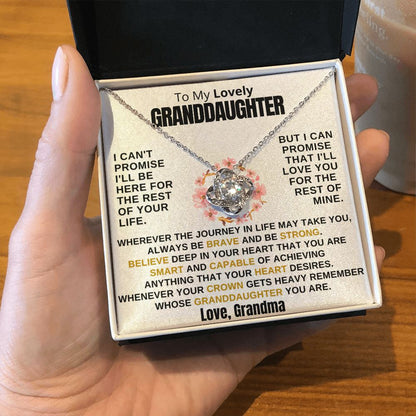 To My Lovely
GRANDDAUGHTER
I CAN'T
PROMISE
I'LL BE
HERE FOR
THE REST
OF YOUR
LIFE.
BUT I CAN
PROMISE
THAT I'LL
LOVE YOU
FOR THE
REST OF
MINE.
WHEREVER THE JOURNEY IN LIFE MAY TAKE YOU,
ALWAYS BE BRAVE AND BE STRONG.
BELIEVE DEEP IN YOUR HEART THAT YOU ARE
SMART AND CAPABLE OF ACHIEVING
ANYTHING THAT YOUR HEART DESIRES.
WHENEVER YOUR CROWN GETS HEAVY REMEMBER
WHOSE GRANDDAUGHTER YOU ARE.
Love, Grandma